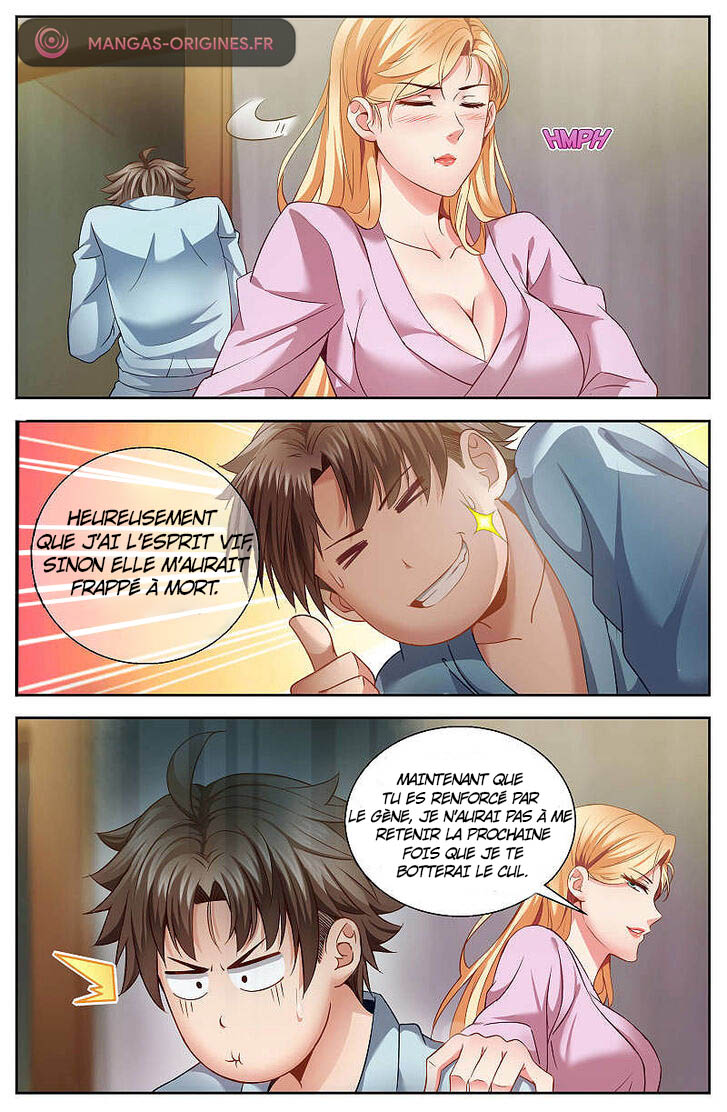 MANGAS-ORIGINES.FR
HMPH
HEUREUSEMENT
QUE J'AI L'ESPRIT VIF,
SINON ELLE M'AURAIT
FRAPPÉ À MORT.
MAINTENANT QUE
TU ES RENFORCÉ PAR
LE GÈNE, JE N'AURAI PAS À ME
RETENIR LA PROCHAINE
FOIS QUE JE TE
BOTTERAI LE CUL.